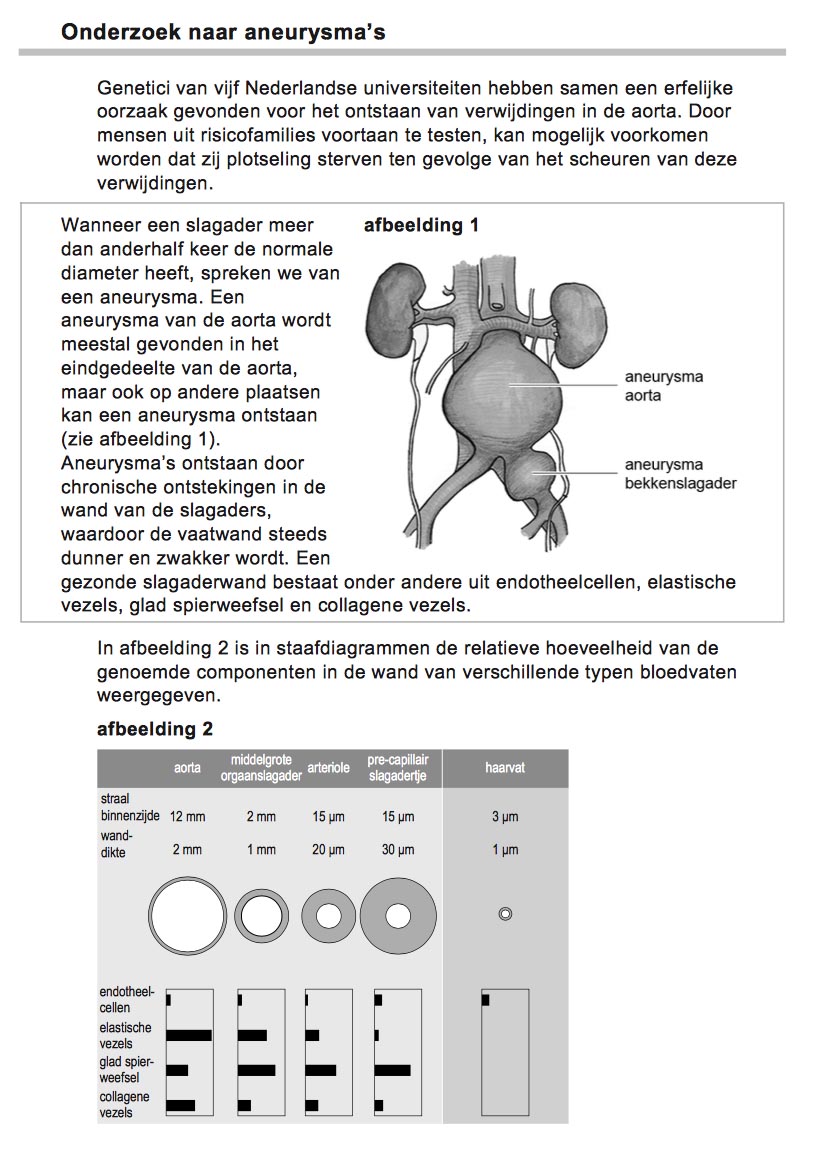 Onderzoek naar aneurysma’s
Genetici van vijf Nederlandse universiteiten hebben samen een erfelijke
oorzaak gevonden voor het ontstaan van verwijdingen in de aorta. Door
mensen uit risicofamilies voortaan te testen, kan mogelijk voorkomen
worden dat zij plotseling sterven ten gevolge van het scheuren van deze
verwijdingen.
Wanneer een slagader meer
dan anderhalf keer de normale
diameter heeft, spreken we van
een aneurysma. Een
aneurysma van de aorta wordt
meestal gevonden in het
eindgedeelte van de aorta,
maar ook op andere plaatsen
kan een aneurysma ontstaan
(zie afbeelding 1).
Aneurysma’s ontstaan door
chronische ontstekingen in de
wand van de slagaders,
waardoor de vaatwand steeds
dunner en zwakker wordt. Een
gezonde slagaderwand bestaat onder andere uit endotheelcellen, elastische
vezels, glad spierweefsel en collagene vezels.
afbeelding 1
aneurysma
aorta
aneurysma
bekkenslagader
In afbeelding 2 is in staafdiagrammen de relatieve hoeveelheid van de
genoemde componenten in de wand van verschillende typen bloedvaten
weergegeven.
afbeelding 2
aorta middelgrote orgaanslagader arteriole pre-capillair slagadertje haarvat
straal
binnenzijde 12 mm 2 mm 15 µm 15 µm 3 µm
wand-
dikte 2 mm 1 mm 20 µm 30 µm 1 µm
endotheel-
cellen
elastische
vezels
glad spier-
weefsel
collagene
vezels